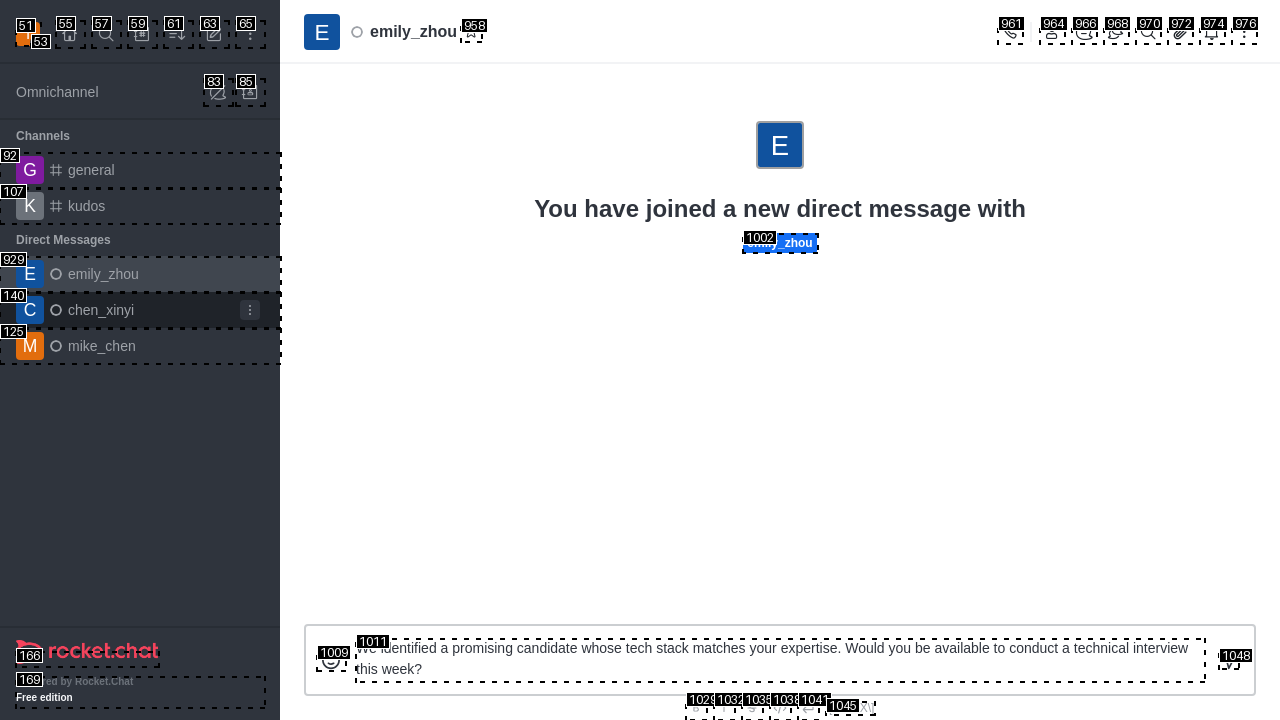 51
53
55
57
59
61
63
65
E
emily_zhou
958
961
964
966
968
970
972
974
976
Omnichannel
83
85
Channels
92
G general
107
K kudos
Direct Messages
929
E emily_zhou
140
C chen_xinyi
125
M mike_chen
E
You have joined a new direct message with
1002
emily_zhou
1009
1011
We identified a promising candidate whose tech stack matches your expertise. Would you be available to conduct a technical interview
this week?
1048
1029
1032
1035
1038
1041
1045
166
rocket.chat
169
Powered by Rocket.Chat
Free edition